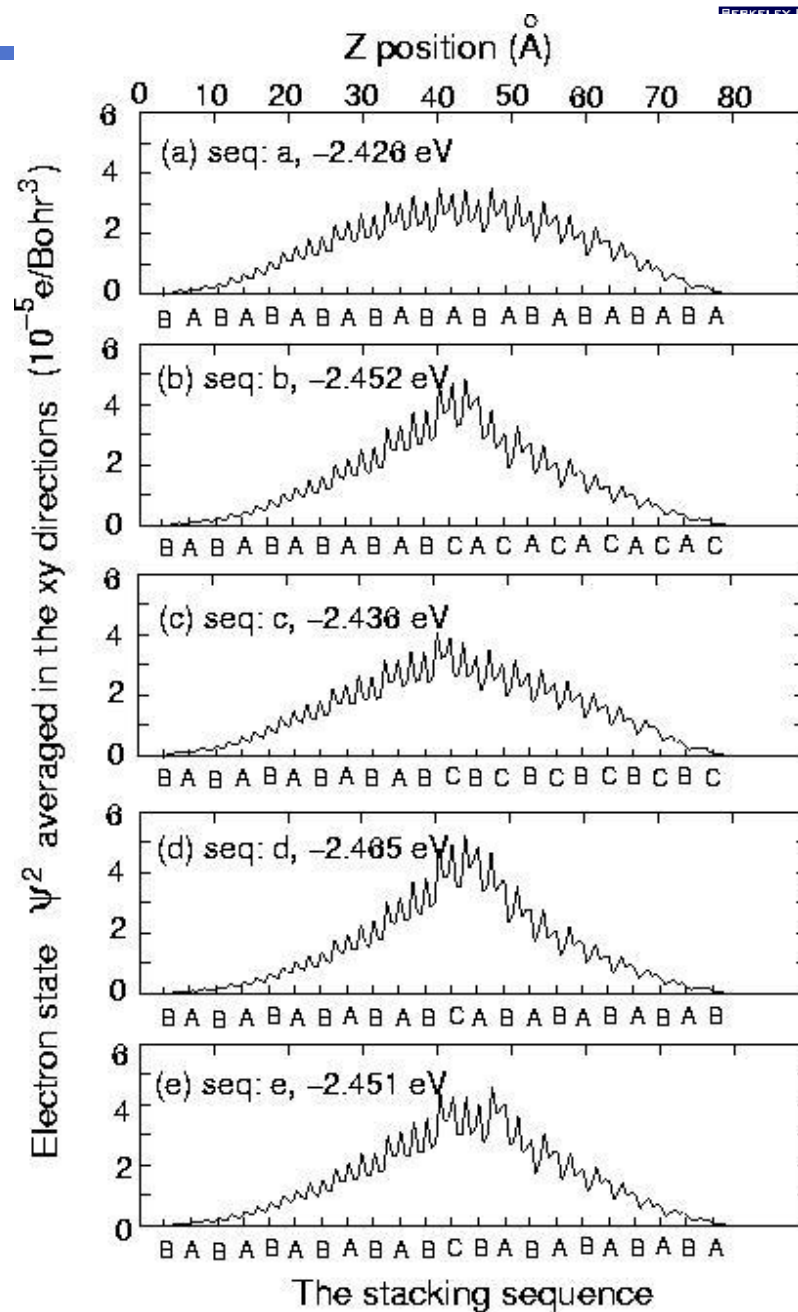 Z position (Å)
0 10 20 30 40 50 60 70 80
Electron state ψ² averaged in the xy directions (10⁻⁵e/Bohr³)
6
4
2
0
(a) seq: a, −2.426 eV
B A B A B A B A B A B A B A B A B A B A B A
6
4
2
0
(b) seq: b, −2.452 eV
B A B A B A B A B A B C A C A C A C A C A C
6
4
2
0
(c) seq: c, −2.436 eV
B A B A B A B A B A B C B C B C B C B C B C
6
4
2
0
(d) seq: d, −2.465 eV
B A B A B A B A B A B C A B A B A B A B A B
6
4
2
0
(e) seq: e, −2.451 eV
B A B A B A B A B A B C B A B A B A B A B A
The stacking sequence